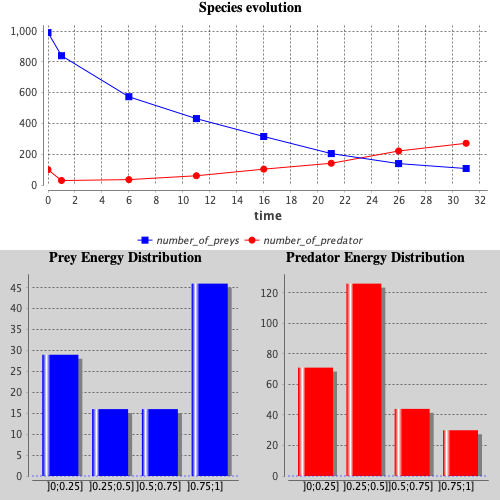 Species evolution
1,000
800
600
400
200
0
0 2 4 6 8 10 12 14 16 18 20 22 24 26 28 30 32
time
number_of_preys number_of_predator
Prey Energy Distribution
45
40
35
30
25
20
15
10
5
0
]0;0.25] ]0.25;0.5] ]0.5;0.75] ]0.75;1]
Predator Energy Distribution
120
100
80
60
40
20
0
]0;0.25] ]0.25;0.5] ]0.5;0.75] ]0.75;1]